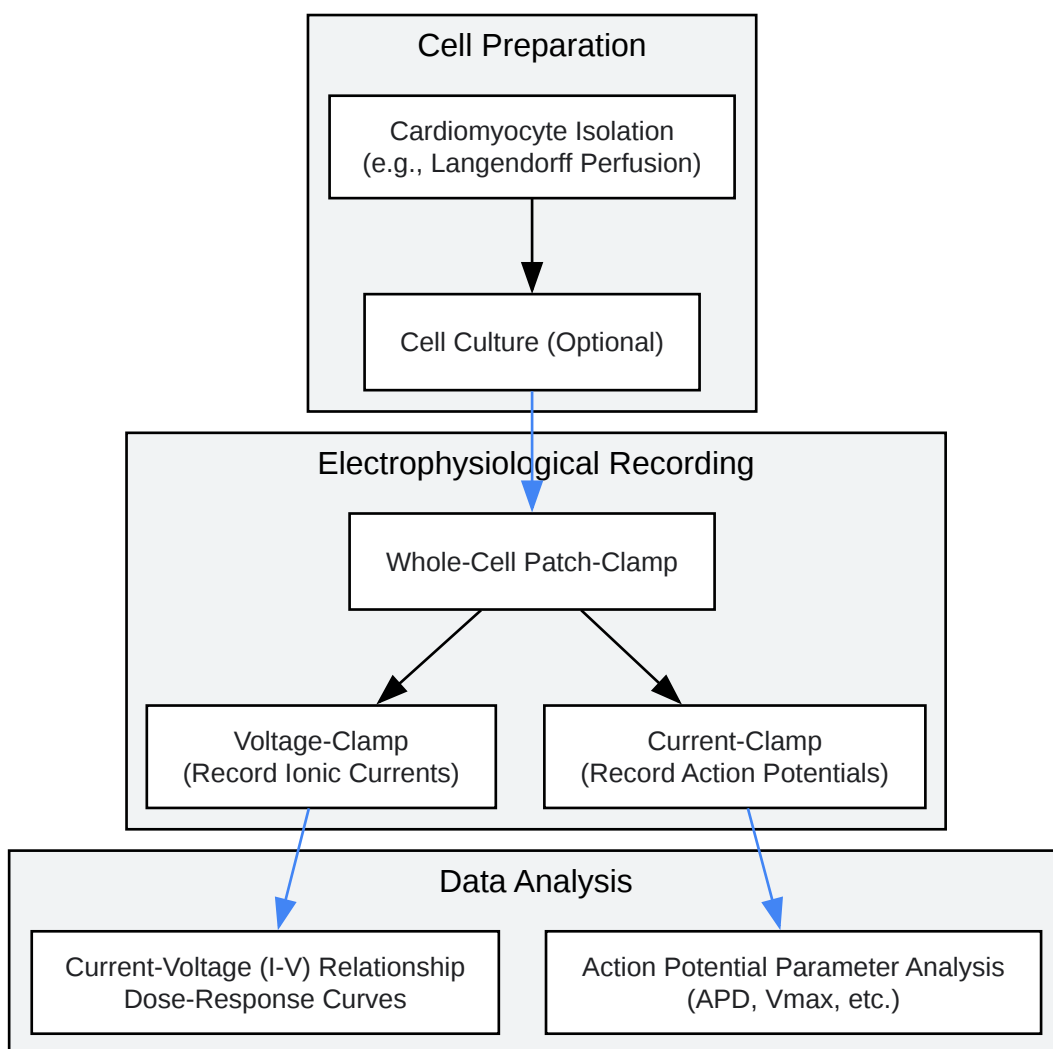 Cell Preparation
Cardiomyocyte Isolation
(e.g., Langendorff Perfusion)
Cell Culture (Optional)
Electrophysiological Recording
Whole-Cell Patch-Clamp
Voltage-Clamp
(Record Ionic Currents)
Current-Clamp
(Record Action Potentials)
Data Analysis
Current-Voltage (I-V) Relationship
Dose-Response Curves
Action Potential Parameter Analysis
(APD, Vmax, etc.)